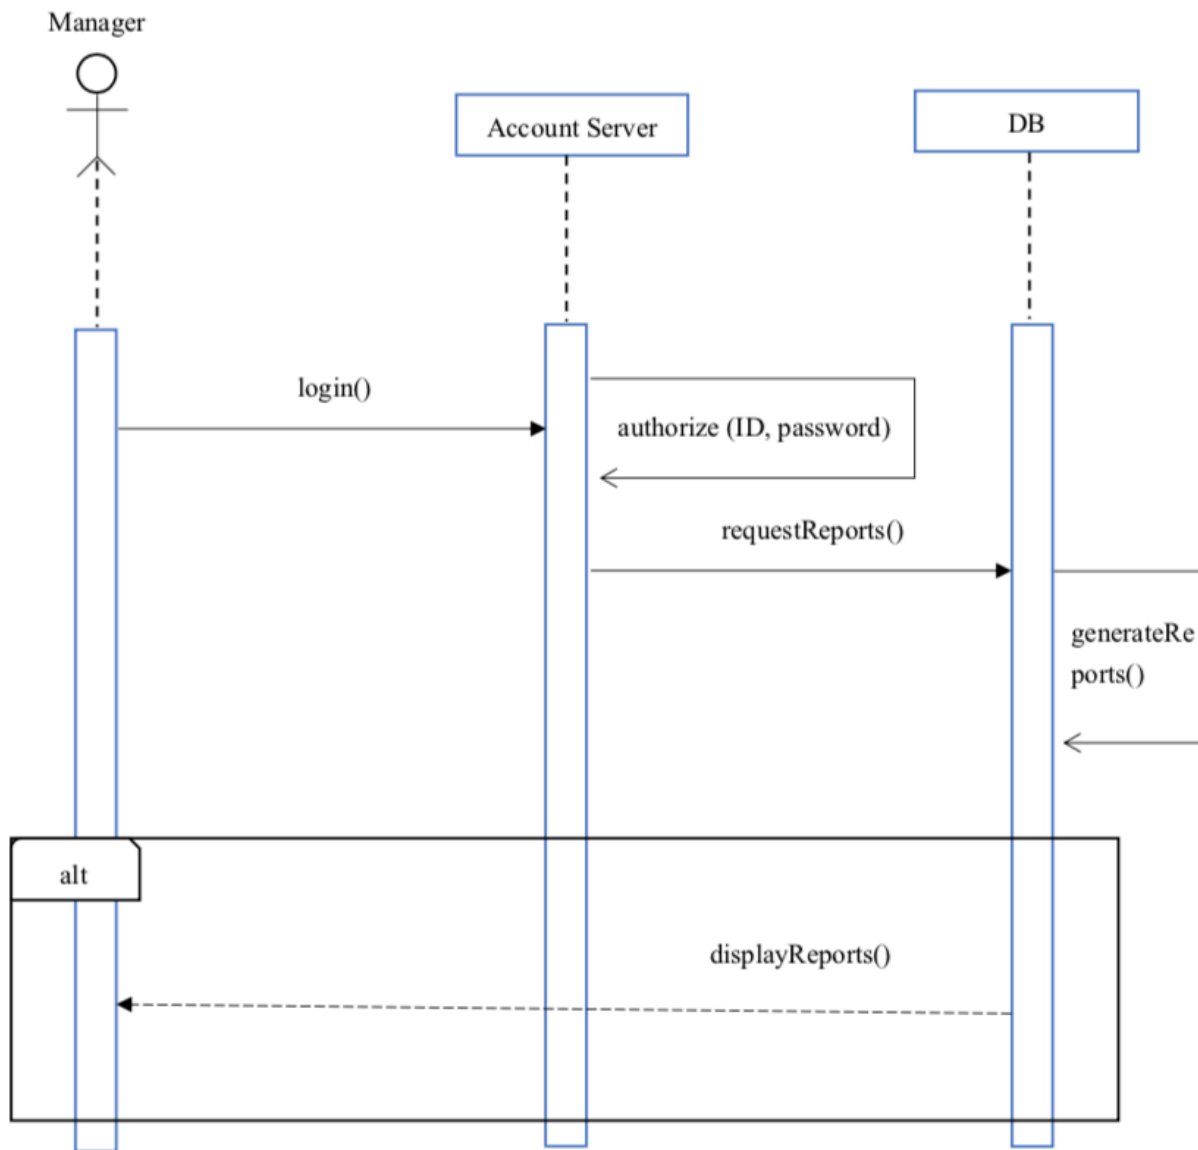 Manager
Account Server
DB
login()
authorize (ID, password)
requestReports()
generateRe
ports()
alt
displayReports()